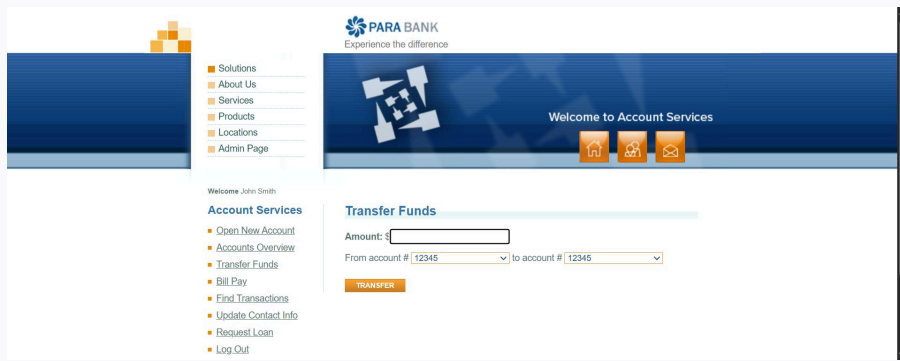 PARA BANK
Experience the difference
Solutions
About Us
Services
Products
Locations
Admin Page
Welcome to Account Services
Welcome John Smith
Account Services
Open New Account
Accounts Overview
Transfer Funds
Bill Pay
Find Transactions
Update Contact Info
Request Loan
Log Out
Transfer Funds
Amount: $
From account # 12345 to account # 12345
TRANSFER